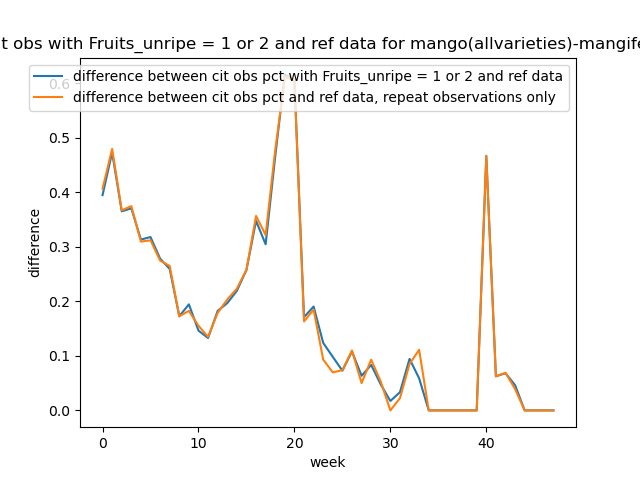 t obs with Fruits_unripe = 1 or 2 and ref data for mango(allvarieties)-mangife
difference between cit obs pct with Fruits_unripe = 1 or 2 and ref data
difference between cit obs pct and ref data, repeat observations only
0.6
0.5
0.4
0.3
0.2
0.1
0.0
difference
0 10 20 30 40
week